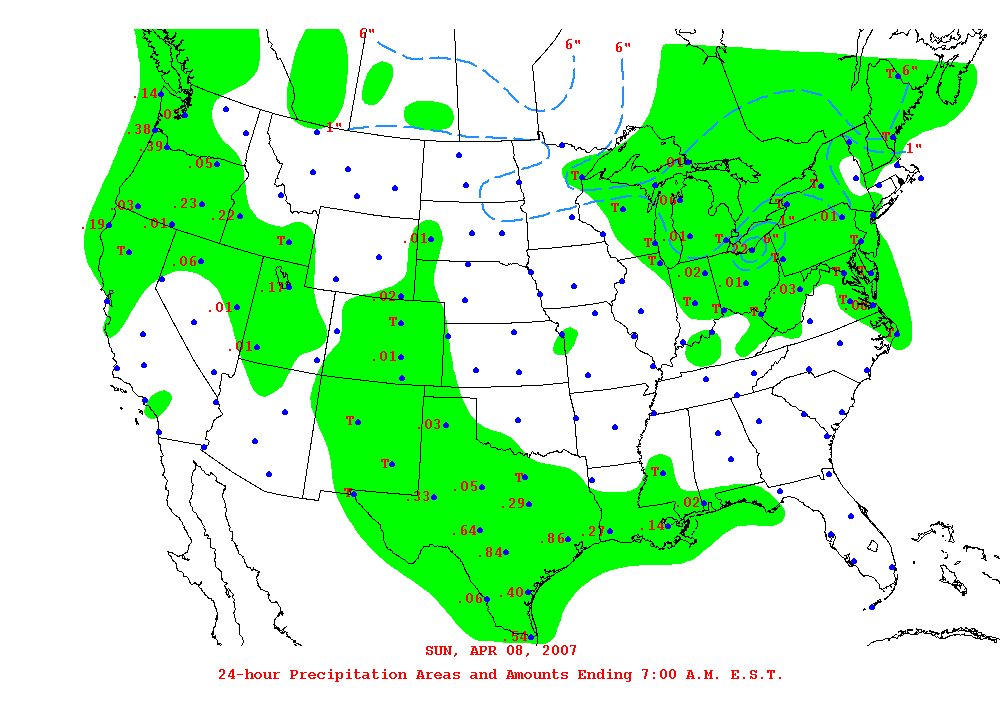 6"
6"
6"
T 6"
.14
.03
1"
.38
T
.39
1"
.05
.01
T
T
.03
.23
.22
.06
T
T
.19
.01
.01
1"
T
.01
T
.01
T
T
6"
T
.22
.06
T
T
.02
.01
T
T
.17
.03
.02
T
T
.01
T
T
.08
T
T
.01
.01
T
.03
T
T
T
T
.05
.33
.29
.02
.64
.86
.27
.14
.84
.06
.40
.54
SUN, APR 08, 2007
24-hour Precipitation Areas and Amounts Ending 7:00 A.M. E.S.T.